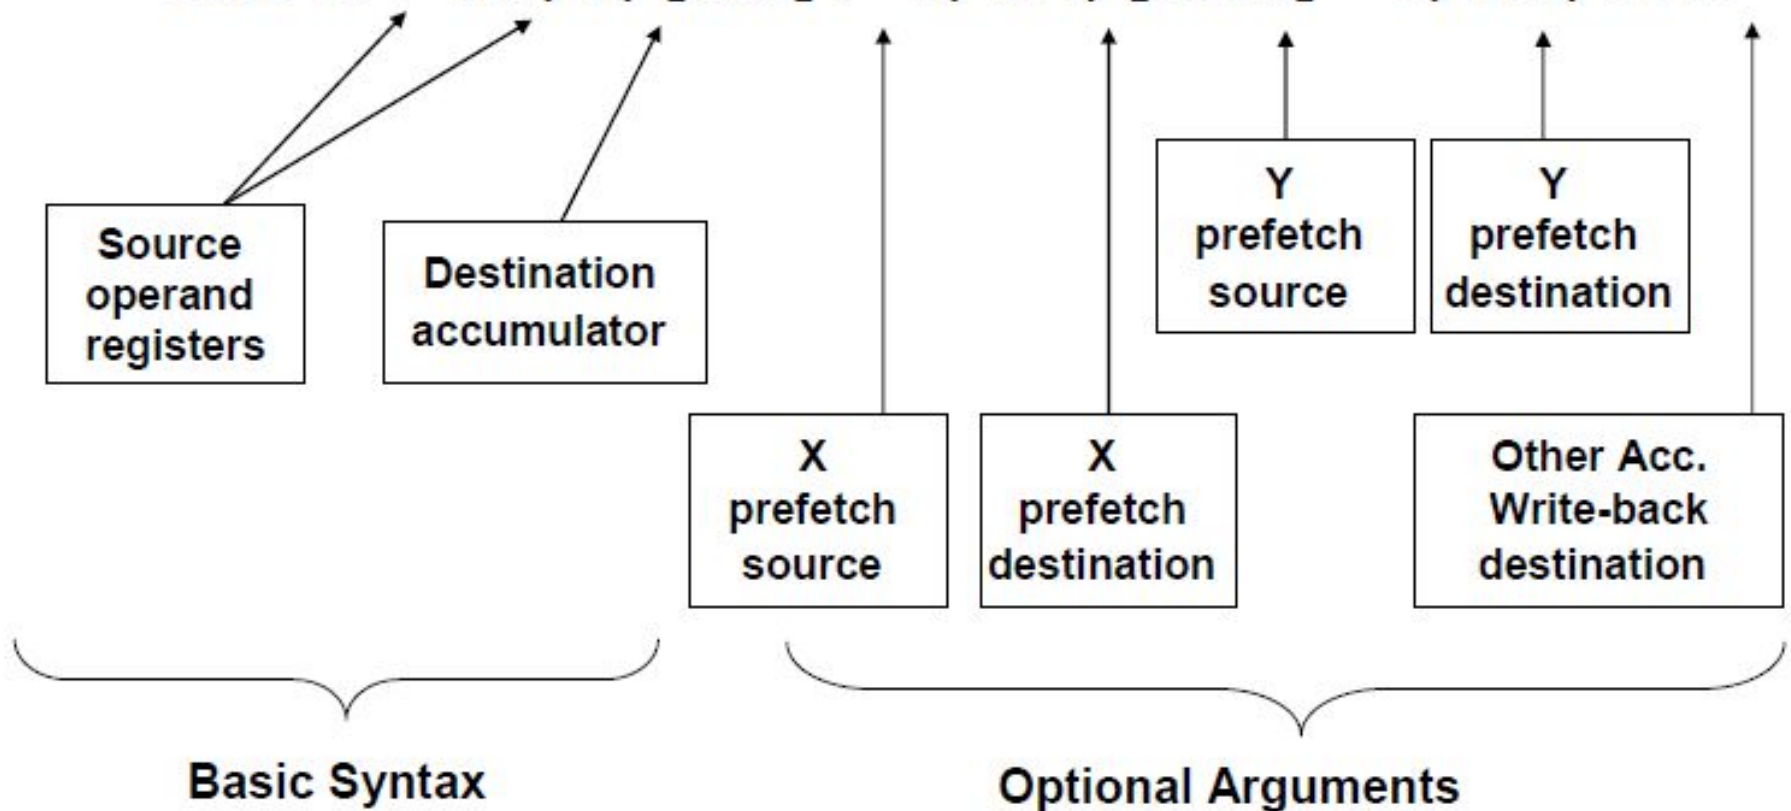 Source
operand
registers
Destination
accumulator
X
prefetch
source
X
prefetch
destination
Y
prefetch
source
Y
prefetch
destination
Other Acc.
Write-back
destination
Basic Syntax
Optional Arguments